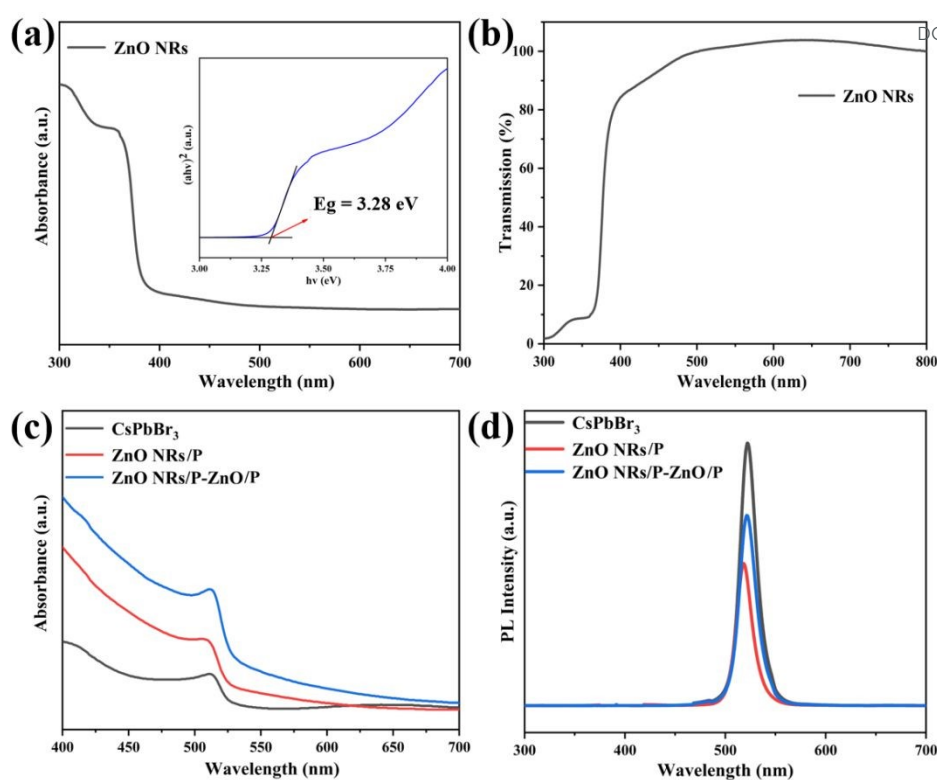 (a)
ZnO NRs
Absorbance (a.u.)
300 400 500 600 700
Wavelength (nm)
(ahv)² (a.u.)
Eg = 3.28 eV
3.00 3.25 3.50 3.75 4.00
hv (eV)
(b)
ZnO NRs
Transmission (%)
100
80
60
40
20
0
300 400 500 600 700 800
Wavelength (nm)
(c)
CsPbBr₃
ZnO NRs/P
ZnO NRs/P-ZnO/P
Absorbance (a.u.)
400 450 500 550 600 650 700
Wavelength (nm)
(d)
CsPbBr₃
ZnO NRs/P
ZnO NRs/P-ZnO/P
PL Intensity (a.u.)
300 400 500 600 700
Wavelength (nm)